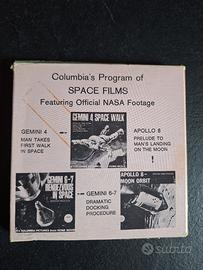 Columbia's Program of
SPACE FILMS
Featuring Official NASA Footage
GEMINI 4
MAN TAKES
FIRST WALK
IN SPACE
GEMINI 4
SPACE WALK
APOLLO 8
PRELUDE TO
MAN'S LANDING
ON THE MOON
GEMINI 6-7
RENDEZVOUS
IN SPACE
APOLLO 8
MOON ORBIT
GEMINI 6-7
DRAMATIC
DOCKING
PROCEDURE
COLUMBIA PICTURES
subito